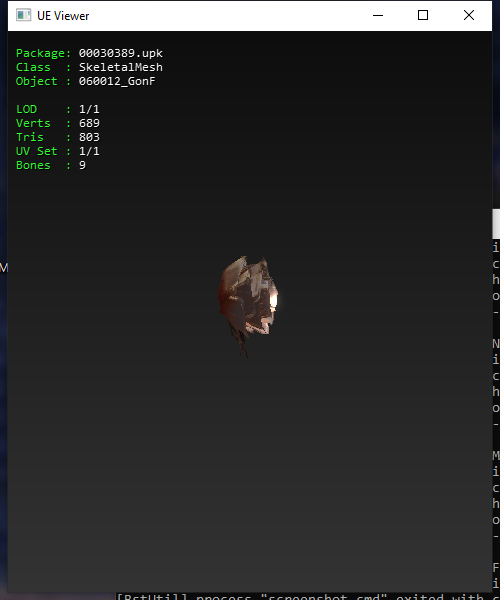 UE Viewer
Package: 00030389.upk
Class  : SkeletalMesh
Object : 060012_GonF
LOD    : 1/1
Verts  : 689
Tris   : 803
UV Set : 1/1
Bones  : 9
M
i
c
h
o
-
N
i
c
h
o
-
M
i
c
h
o
-
F
i
[BstUtil] process "screenshot.cmd" exited with c